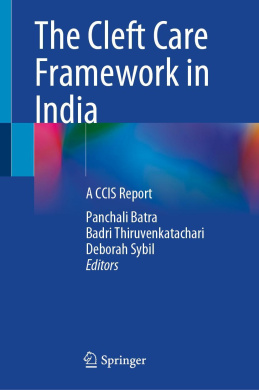 The Cleft Care
Framework in
India
A CCIS Report
Panchali Batra
Badri Thiruvenkatachari
Deborah Sybil
Editors
Springer